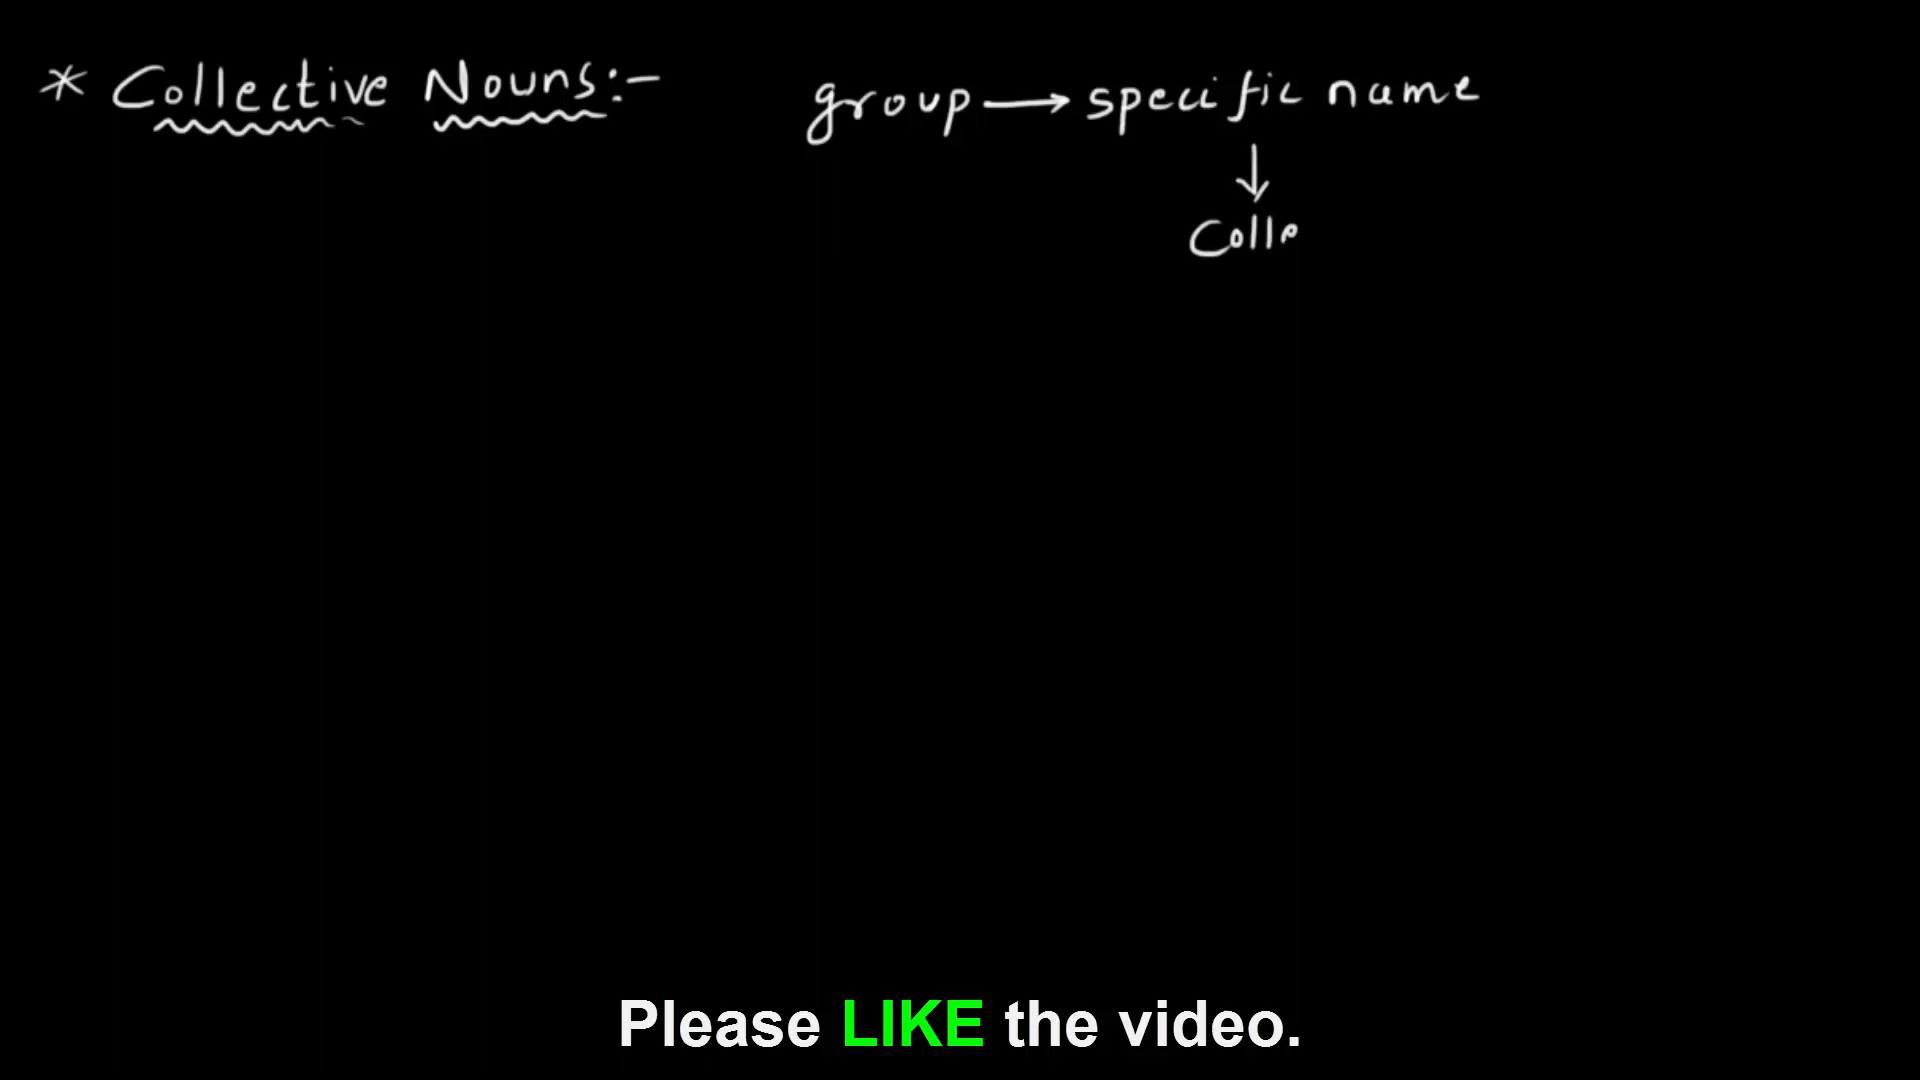 * Collective Nouns:- group → specific name
↓
Colle
Please LIKE the video.